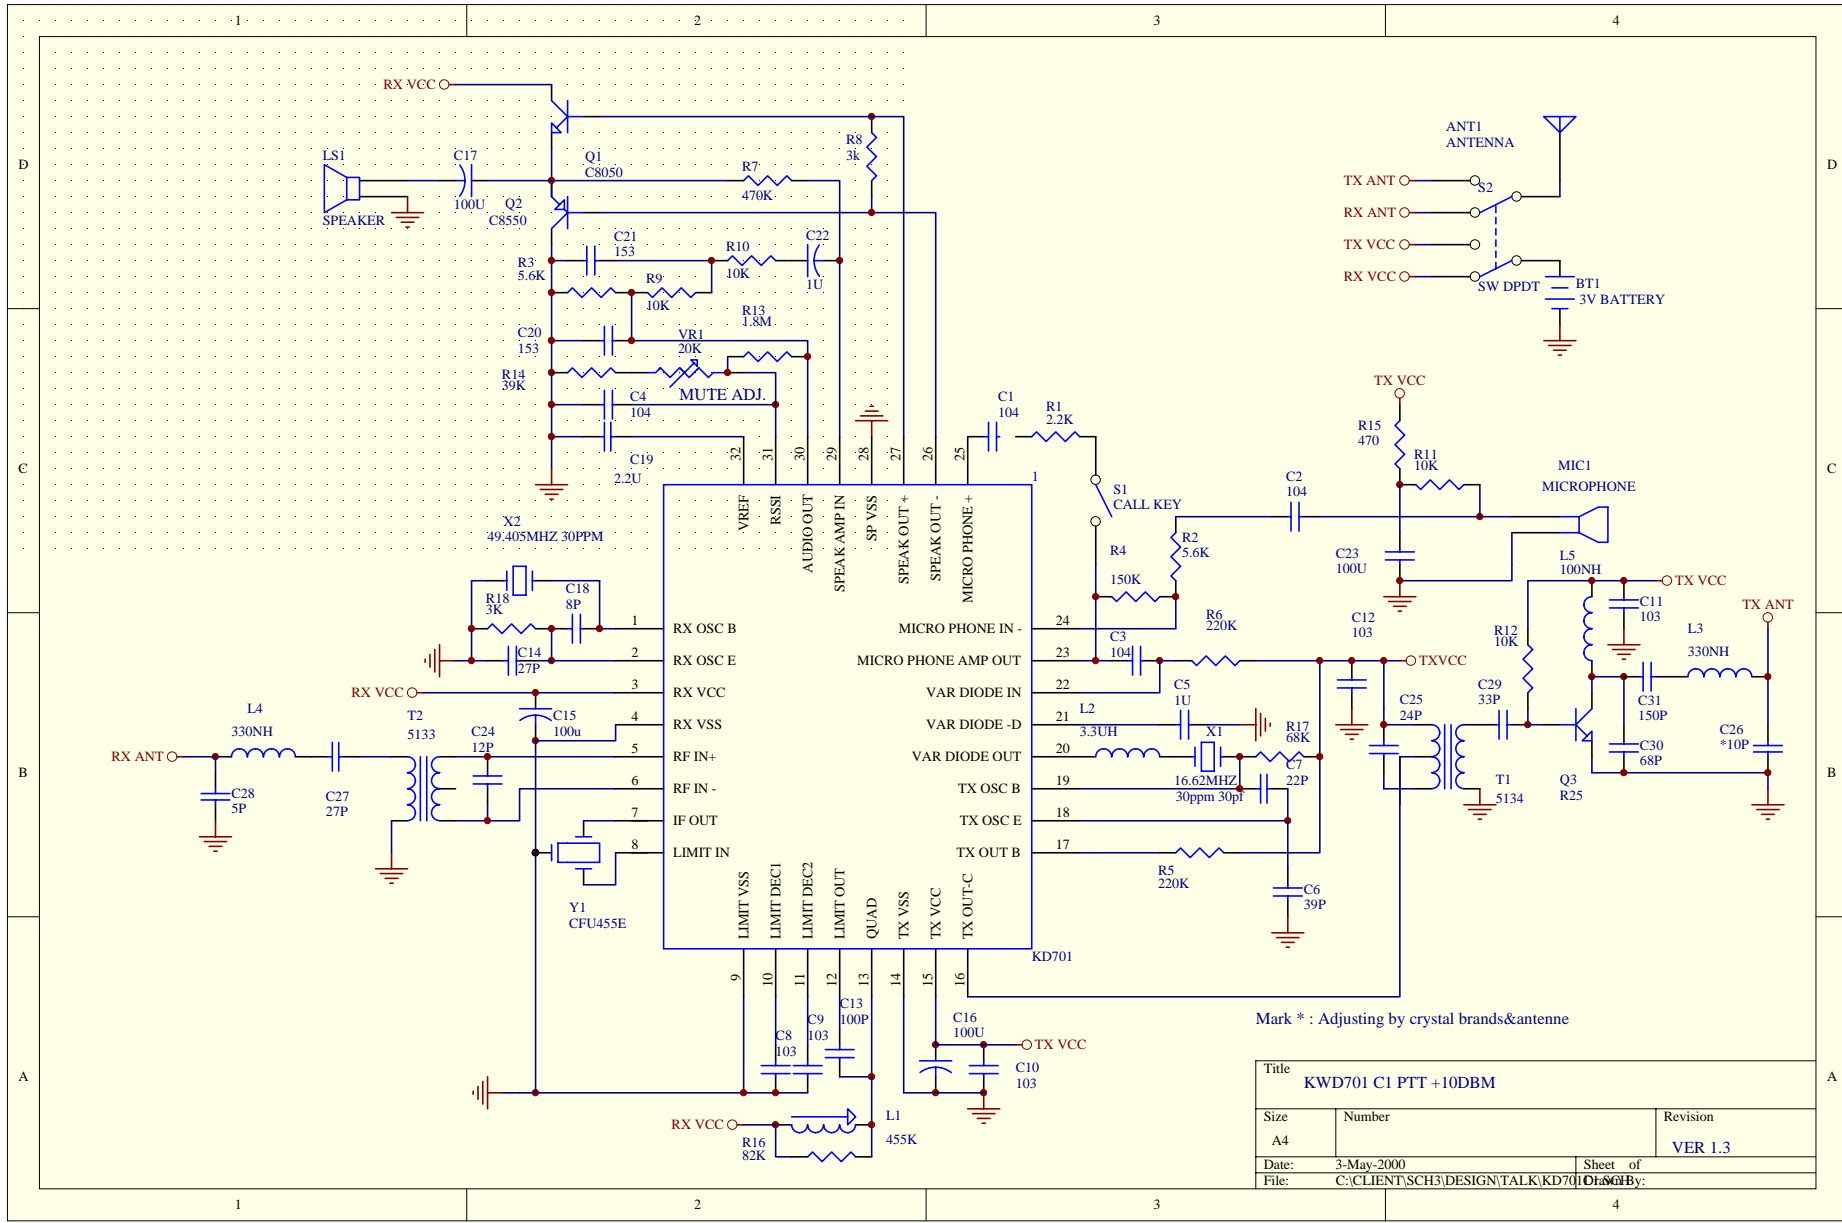 1 2 3 4
D
C
B
A
D
C
B
A
RX VCC
LS1
SPEAKER
C17
100U
Q1
C8050
Q2
C8550
R7
470K
R8
3k
C21
153
R10
10K
C22
1U
R3
5.6K
R9
10K
R13
1.8M
C20
153
VR1
20K
R14
39K
MUTE ADJ.
C4
104
C19
2.2U
ANT1
ANTENNA
TX ANT
S2
RX ANT
TX VCC
RX VCC
SW DPDT
BT1
3V BATTERY
C1
104
R1
2.2K
S1
CALL KEY
TX VCC
R15
470
R11
10K
MIC1
MICROPHONE
C2
104
R2
5.6K
C23
100U
R4
150K
32 31 30 29 28 27 26 25
1
VREF
RSSI
AUDIO OUT
SPEAK AMP IN
SP VSS
SPEAK OUT +
SPEAK OUT -
MICRO PHONE +
X2
49.405MHZ 30PPM
R18
3K
C18
8P
C14
27P
1 RX OSC B
2 RX OSC E
RX VCC 3 RX VCC
4 RX VSS
5 RF IN+
6 RF IN -
7 IF OUT
8 LIMIT IN
MICRO PHONE IN - 24
MICRO PHONE AMP OUT 23
VAR DIODE IN 22
VAR DIODE -D 21
VAR DIODE OUT 20
TX OSC B 19
TX OSC E 18
TX OUT B 17
C15
100u
L4
330NH
T2
5133
C24
12P
RX ANT
C28
5P
C27
27P
Y1
CFU455E
R6
220K
C3
104
C5
1U
L2
3.3UH
X1
16.62MHZ
30ppm 30pf
R17
68K
C7
22P
R5
220K
C6
39P
C12
103
TXVCC
C25
24P
T1
5134
C29
33P
R12
10K
L5
100NH
TX VCC
C11
103
TX ANT
L3
330NH
C31
150P
C26
*10P
C30
68P
Q3
R25
LIMIT VSS
LIMIT DEC1
LIMIT DEC2
LIMIT OUT
QUAD
TX VSS
TX VCC
TX OUT-C
KD701
9 10 11 12 13 14 15 16
C8
103
C9
103
C13
100P
C16
100U
TX VCC
C10
103
RX VCC
R16
82K
L1
455K
Mark * : Adjusting by crystal brands&antenne
Title
KWD701 C1 PTT +10DBM
Size Number Revision
A4 VER 1.3
Date: 3-May-2000 Sheet of
File: C:\CLIENT\SCH3\DESIGN\TALK\KD701 By:
1 2 3 4